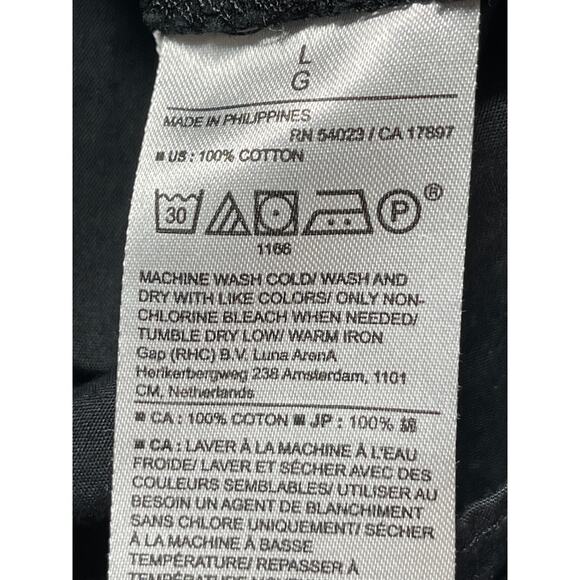 L
G
MADE IN PHILIPPINES
RN 54023 / CA 17897
■ US : 100% COTTON
30 P ®
1166
MACHINE WASH COLD/ WASH AND
DRY WITH LIKE COLORS/ ONLY NON-
CHLORINE BLEACH WHEN NEEDED/
TUMBLE DRY LOW/ WARM IRON
Gap (RHC) B.V. Luna ArenA
Herikerbergweg 238 Amsterdam, 1101
CM, Netherlands
■ CA : 100% COTON ■ JP : 100% 綿
■ CA : LAVER À LA MACHINE À L'EAU
FROIDE/ LAVER ET SÉCHER AVEC DES
COULEURS SEMBLABLES/ UTILISER AU
BESOIN UN AGENT DE BLANCHIMENT
SANS CHLORE UNIQUEMENT/ SÉCHER
À LA MACHINE À BASSE
TEMPÉRATURE/ REPASSER À